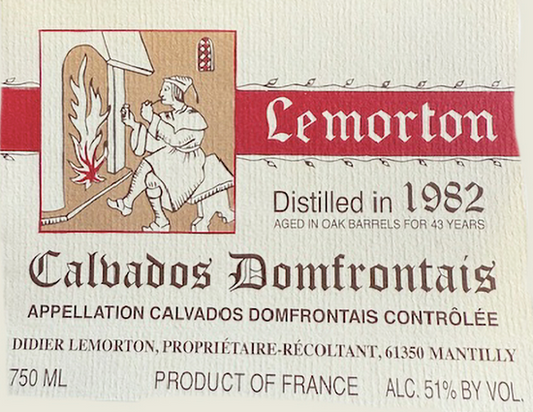 Lemorton
Distilled in 1982
AGED IN OAK BARRELS FOR 43 YEARS
Calvados Domfrontais
APPELLATION CALVADOS DOMFRONTAIS CONTRÔLÉE
DIDIER LEMORTON, PROPRIÉTAIRE-RÉCOLTANT, 61350 MANTILLY
750 ML PRODUCT OF FRANCE ALC. 51% BY VOL.